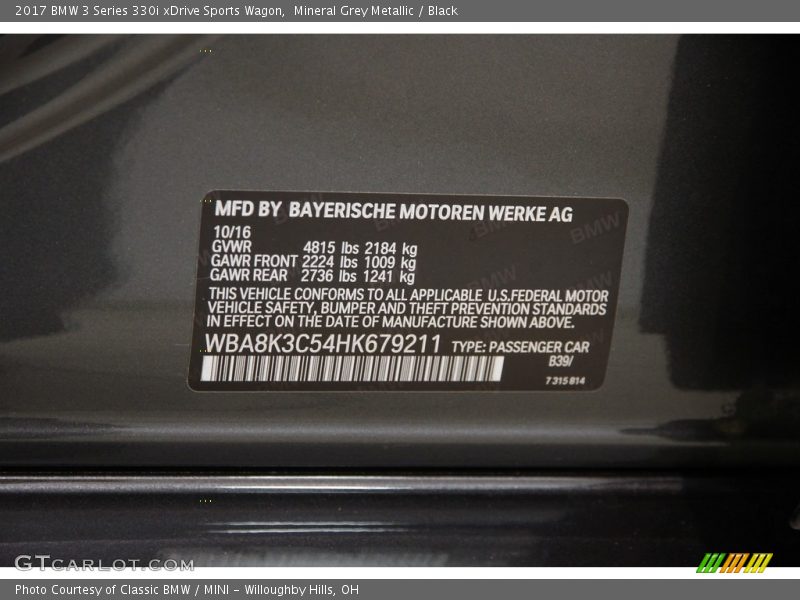 2017 BMW 3 Series 330i xDrive Sports Wagon,  Mineral Grey Metallic / Black
MFD BY BAYERISCHE MOTOREN WERKE AG
10/16
GVWR 4815 lbs 2184 kg
GAWR FRONT 2224 lbs 1009 kg
GAWR REAR 2736 lbs 1241 kg
THIS VEHICLE CONFORMS TO ALL APPLICABLE U.S.FEDERAL MOTOR
VEHICLE SAFETY, BUMPER AND THEFT PREVENTION STANDARDS
IN EFFECT ON THE DATE OF MANUFACTURE SHOWN ABOVE.
WBA8K3C54HK679211 TYPE: PASSENGER CAR
B39/
7 315 814
GTCARLOT.COM
Photo Courtesy of Classic BMW / MINI - Willoughby Hills, OH